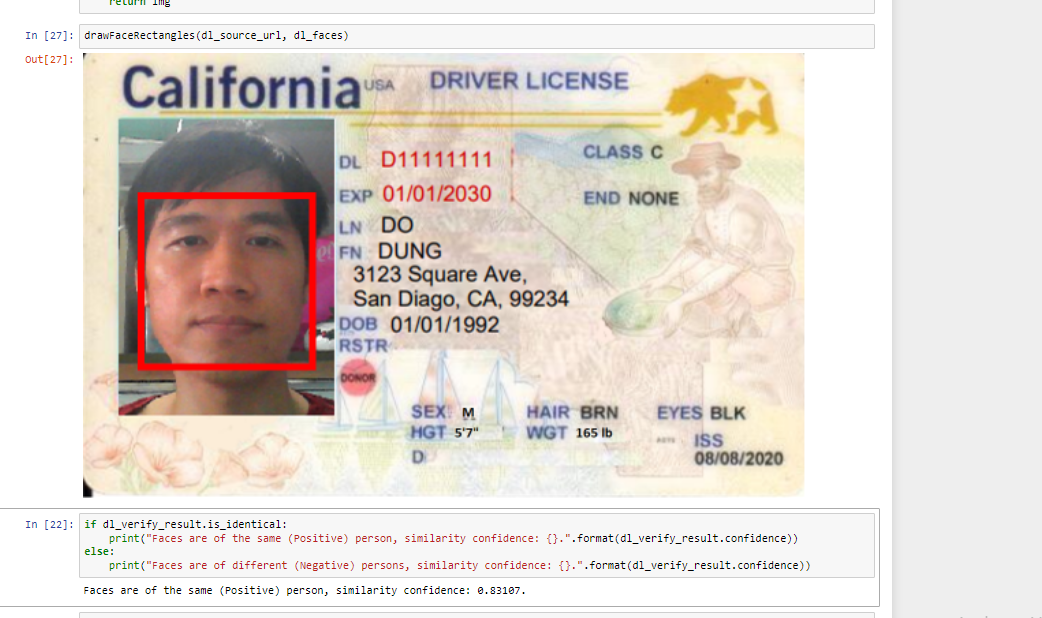 return img
In [27]: drawFaceRectangles(dl_source_url, dl_faces)
Out[27]:
California USA DRIVER LICENSE
DL D11111111 CLASS C
EXP 01/01/2030 END NONE
LN DO
FN DUNG
3123 Square Ave,
San Diago, CA, 99234
DOB 01/01/1992
RSTR
DONOR
SEX M HAIR BRN EYES BLK
HGT 5'7" WGT 165 lb ISS
D 08/08/2020
In [22]: if dl_verify_result.is_identical:
print("Faces are of the same (Positive) person, similarity confidence: {}.".format(dl_verify_result.confidence))
else:
print("Faces are of different (Negative) persons, similarity confidence: {}.".format(dl_verify_result.confidence))
Faces are of the same (Positive) person, similarity confidence: 0.83107.